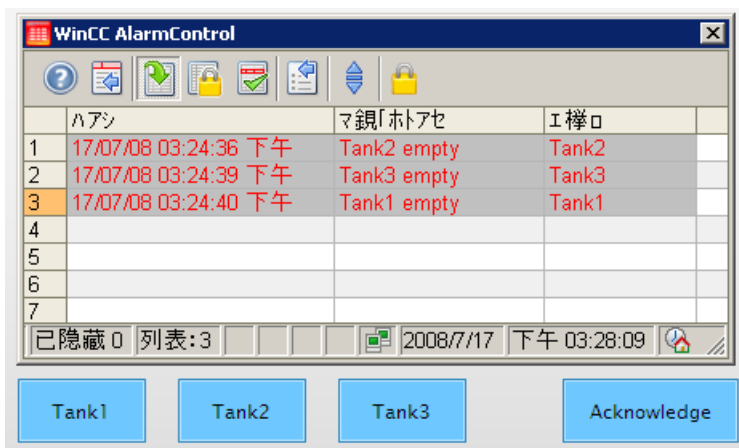 WinCC AlarmControl
ﾊｱｼ マ鋧｢ホトアセ エ欅ロ
1 17/07/08 03:24:36 下午 Tank2 empty Tank2
2 17/07/08 03:24:39 下午 Tank3 empty Tank3
3 17/07/08 03:24:40 下午 Tank1 empty Tank1
4
5
6
7
已隐藏 0 列表:3 2008/7/17 下午 03:28:09
Tank1 Tank2 Tank3 Acknowledge